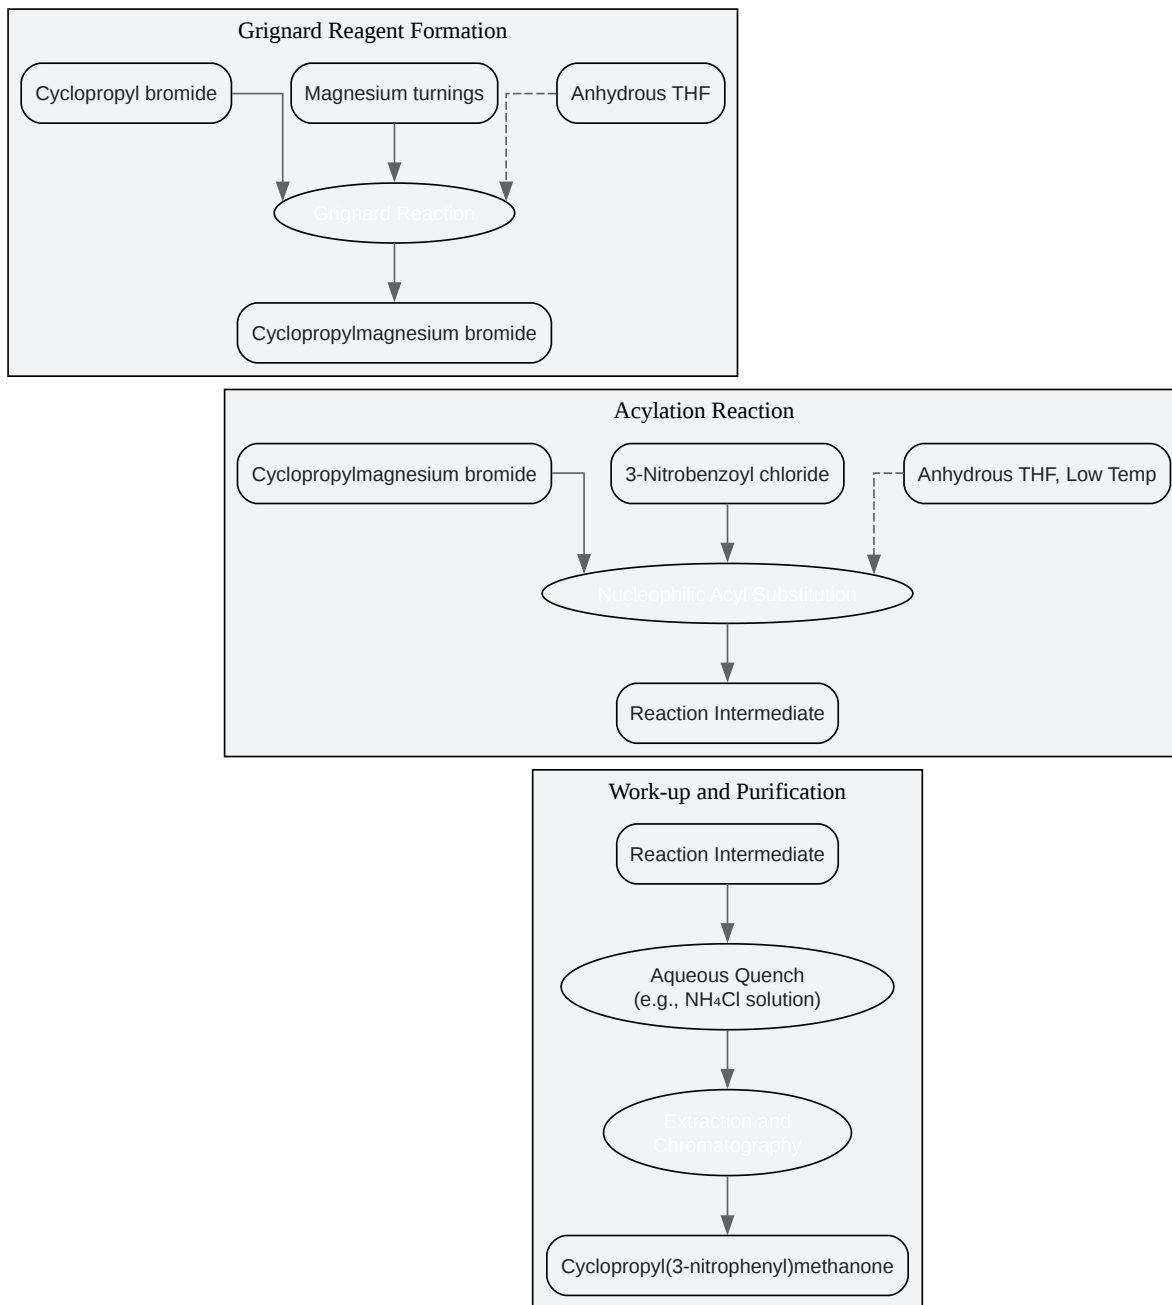 Grignard Reagent Formation
Cyclopropyl bromide
Magnesium turnings
Anhydrous THF
Grignard Reaction
Cyclopropylmagnesium bromide
Acylation Reaction
Cyclopropylmagnesium bromide
3-Nitrobenzoyl chloride
Anhydrous THF, Low Temp
Nucleophilic Acyl Substitution
Reaction Intermediate
Work-up and Purification
Reaction Intermediate
Aqueous Quench
(e.g., NH₄Cl solution)
Extraction and
Chromatography
Cyclopropyl(3-nitrophenyl)methanone